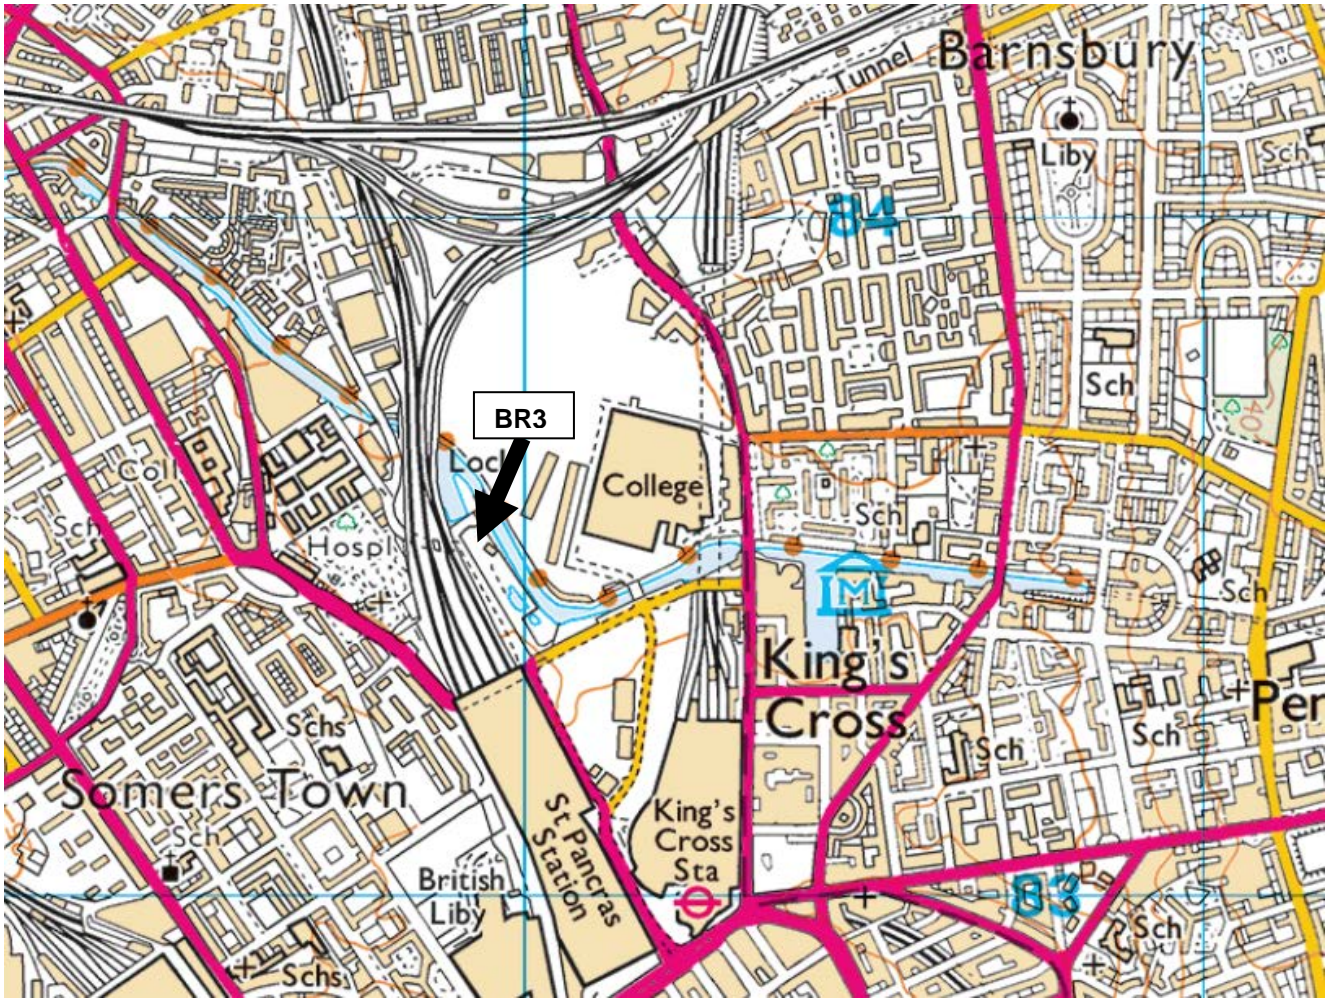 Barnsbury
Tunnel
Liby
Sch
84
Sch
BR3
Lock
College
Coll
Sch
Hospl
Sch
M
Sch
King's
Cross
Per
Schs
Sch
Sch
Somers Town
Sch
St Pancras
Station
King's
Cross
Sta
British
Liby
83
Sch
Schs
40